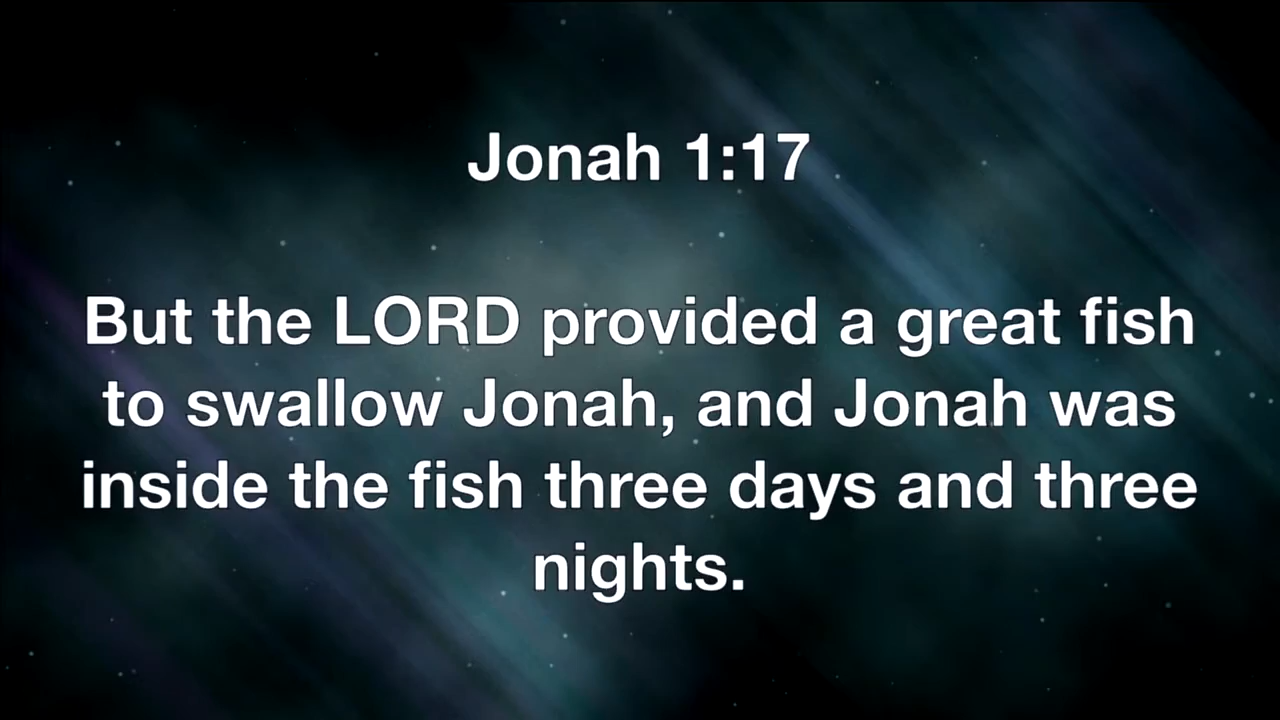 Jonah 1:17
But the LORD provided a great fish
to swallow Jonah, and Jonah was
inside the fish three days and three
nights.